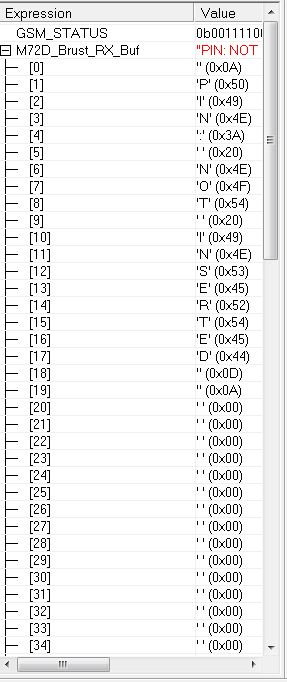 Expression Value
GSM_STATUS 0b00111100
M72D_Brust_RX_Buf "PIN: NOT
[0] '' (0x0A)
[1] 'P' (0x50)
[2] 'I' (0x49)
[3] 'N' (0x4E)
[4] ':' (0x3A)
[5] ' ' (0x20)
[6] 'N' (0x4E)
[7] 'O' (0x4F)
[8] 'T' (0x54)
[9] ' ' (0x20)
[10] 'I' (0x49)
[11] 'N' (0x4E)
[12] 'S' (0x53)
[13] 'E' (0x45)
[14] 'R' (0x52)
[15] 'T' (0x54)
[16] 'E' (0x45)
[17] 'D' (0x44)
[18] '' (0x0D)
[19] '' (0x0A)
[20] ' ' (0x00)
[21] ' ' (0x00)
[22] ' ' (0x00)
[23] ' ' (0x00)
[24] ' ' (0x00)
[25] ' ' (0x00)
[26] ' ' (0x00)
[27] ' ' (0x00)
[28] ' ' (0x00)
[29] ' ' (0x00)
[30] ' ' (0x00)
[31] ' ' (0x00)
[32] ' ' (0x00)
[33] ' ' (0x00)
[34] ' ' (0x00)